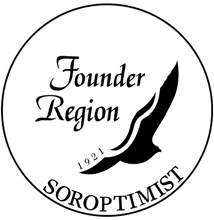 Founder
Region
1921
SOROPTIMIST